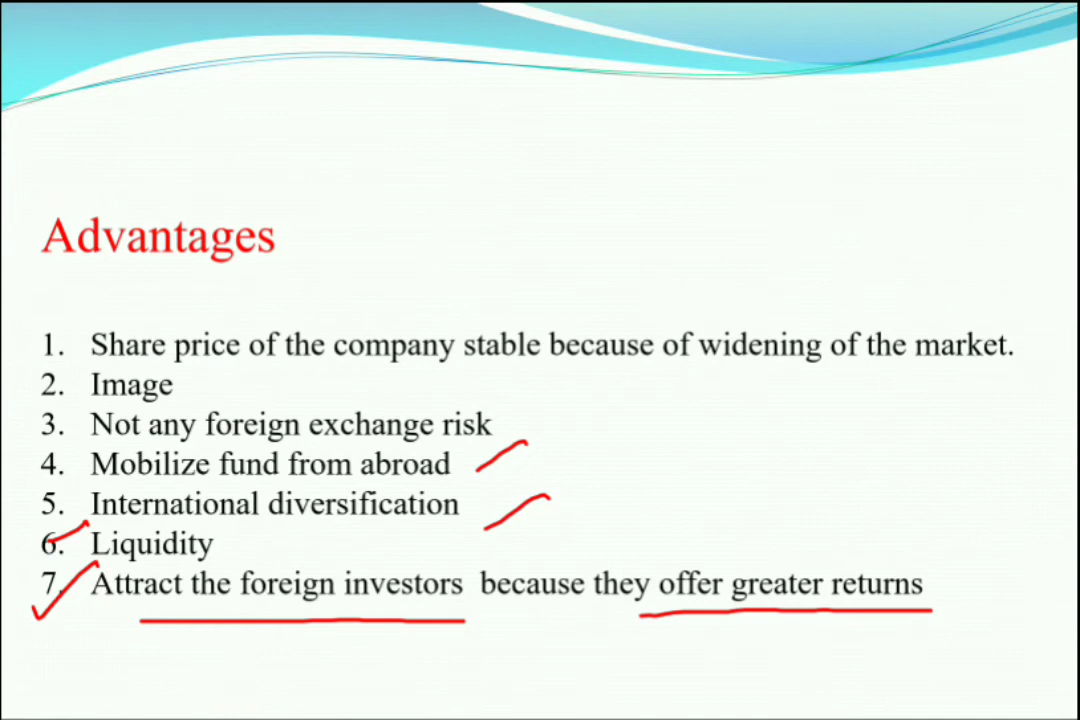 Advantages
1. Share price of the company stable because of widening of the market.
2. Image
3. Not any foreign exchange risk
4. Mobilize fund from abroad
5. International diversification
6. Liquidity
7. Attract the foreign investors because they offer greater returns